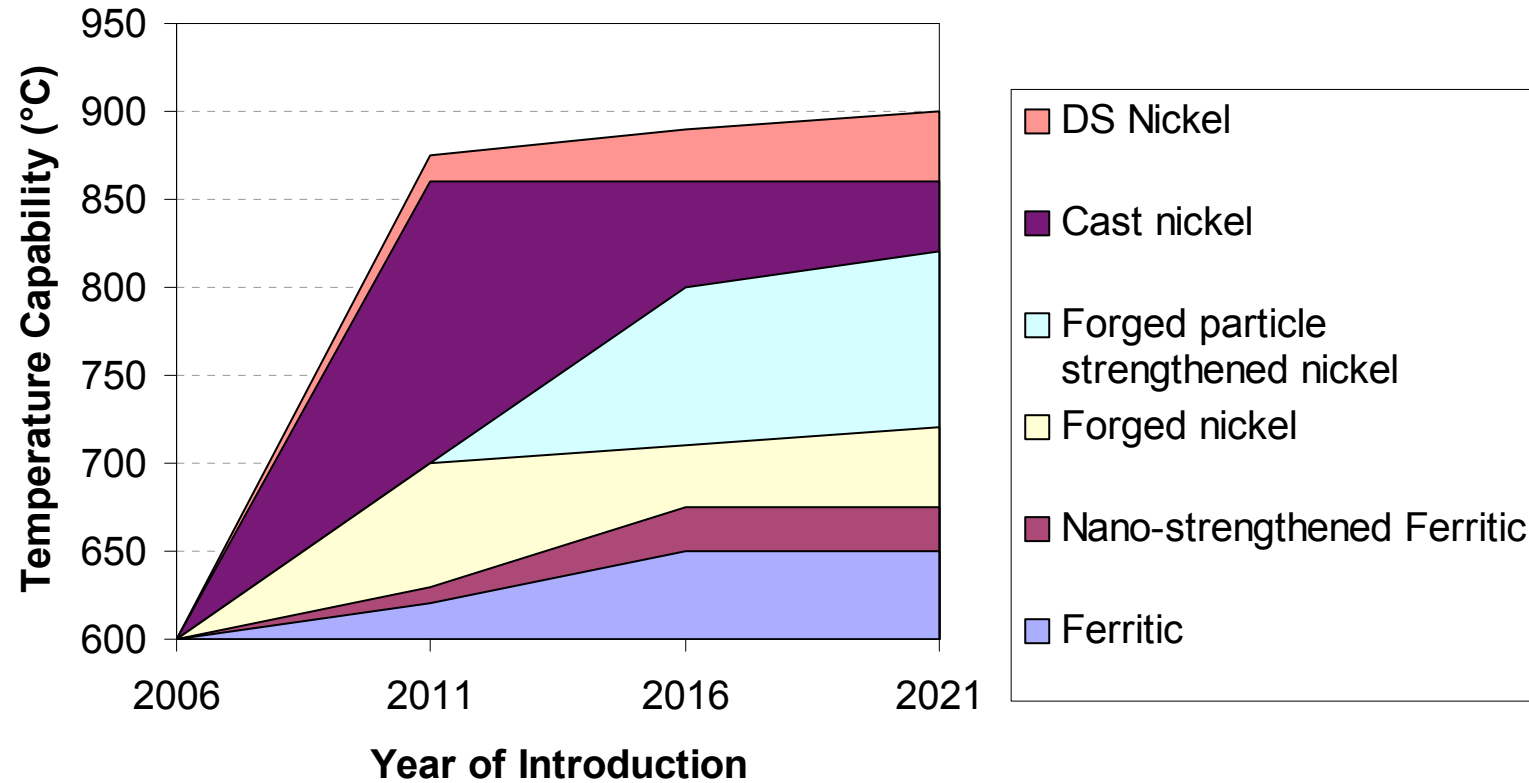 Temperature Capability (°C)
950
900
850
800
750
700
650
600
2006 2011 2016 2021
Year of Introduction
DS Nickel
Cast nickel
Forged particle
strengthened nickel
Forged nickel
Nano-strengthened Ferritic
Ferritic